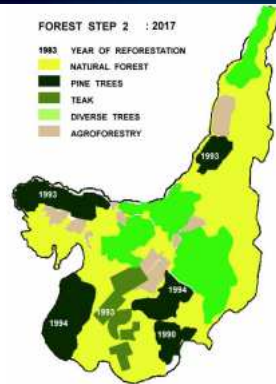 FOREST STEP 2 : 2017
1983 YEAR OF REFORESTATION
NATURAL FOREST
PINE TREES
TEAK
DIVERSE TREES
AGROFORESTRY
1993
1993
1994
1993
1994
1990